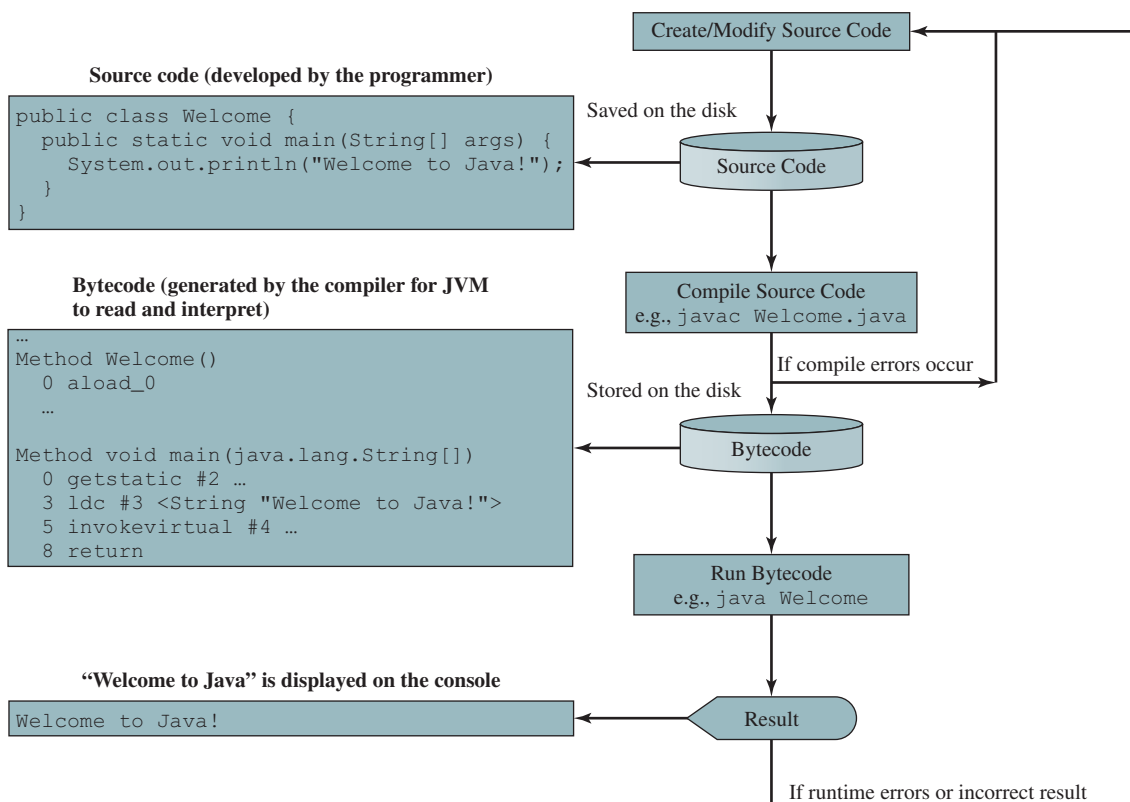 Create/Modify Source Code
Source code (developed by the programmer)
public class Welcome {
  public static void main(String[] args) {
    System.out.println("Welcome to Java!");
  }
}
Saved on the disk
Source Code
Compile Source Code
e.g., javac Welcome.java
If compile errors occur
Bytecode (generated by the compiler for JVM
to read and interpret)
…
Method Welcome()
  0 aload_0
  …
Method void main(java.lang.String[])
  0 getstatic #2 …
  3 ldc #3 <String "Welcome to Java!">
  5 invokevirtual #4 …
  8 return
Stored on the disk
Bytecode
Run Bytecode
e.g., java Welcome
“Welcome to Java” is displayed on the console
Welcome to Java!
Result
If runtime errors or incorrect result